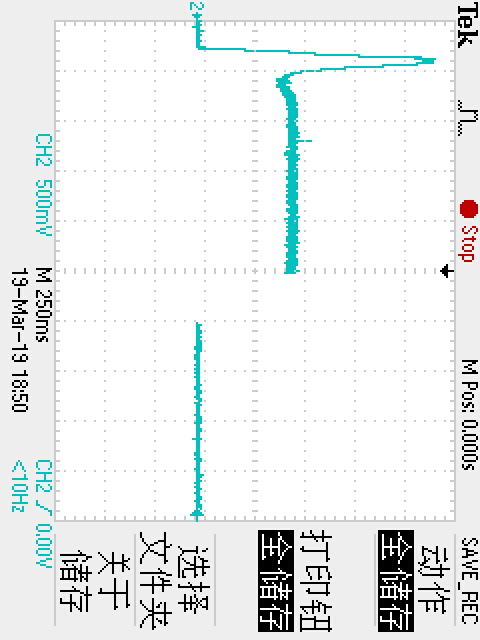 Tek
Stop
M Pos: 0.000s
SAVE_REC
动作
全储存
打印钮
全储存
选择
文件夹
关于
储存
2
CH2 500mV
M 250ms
CH2 / 0.00V
19-Mar-19 18:50
<10Hz